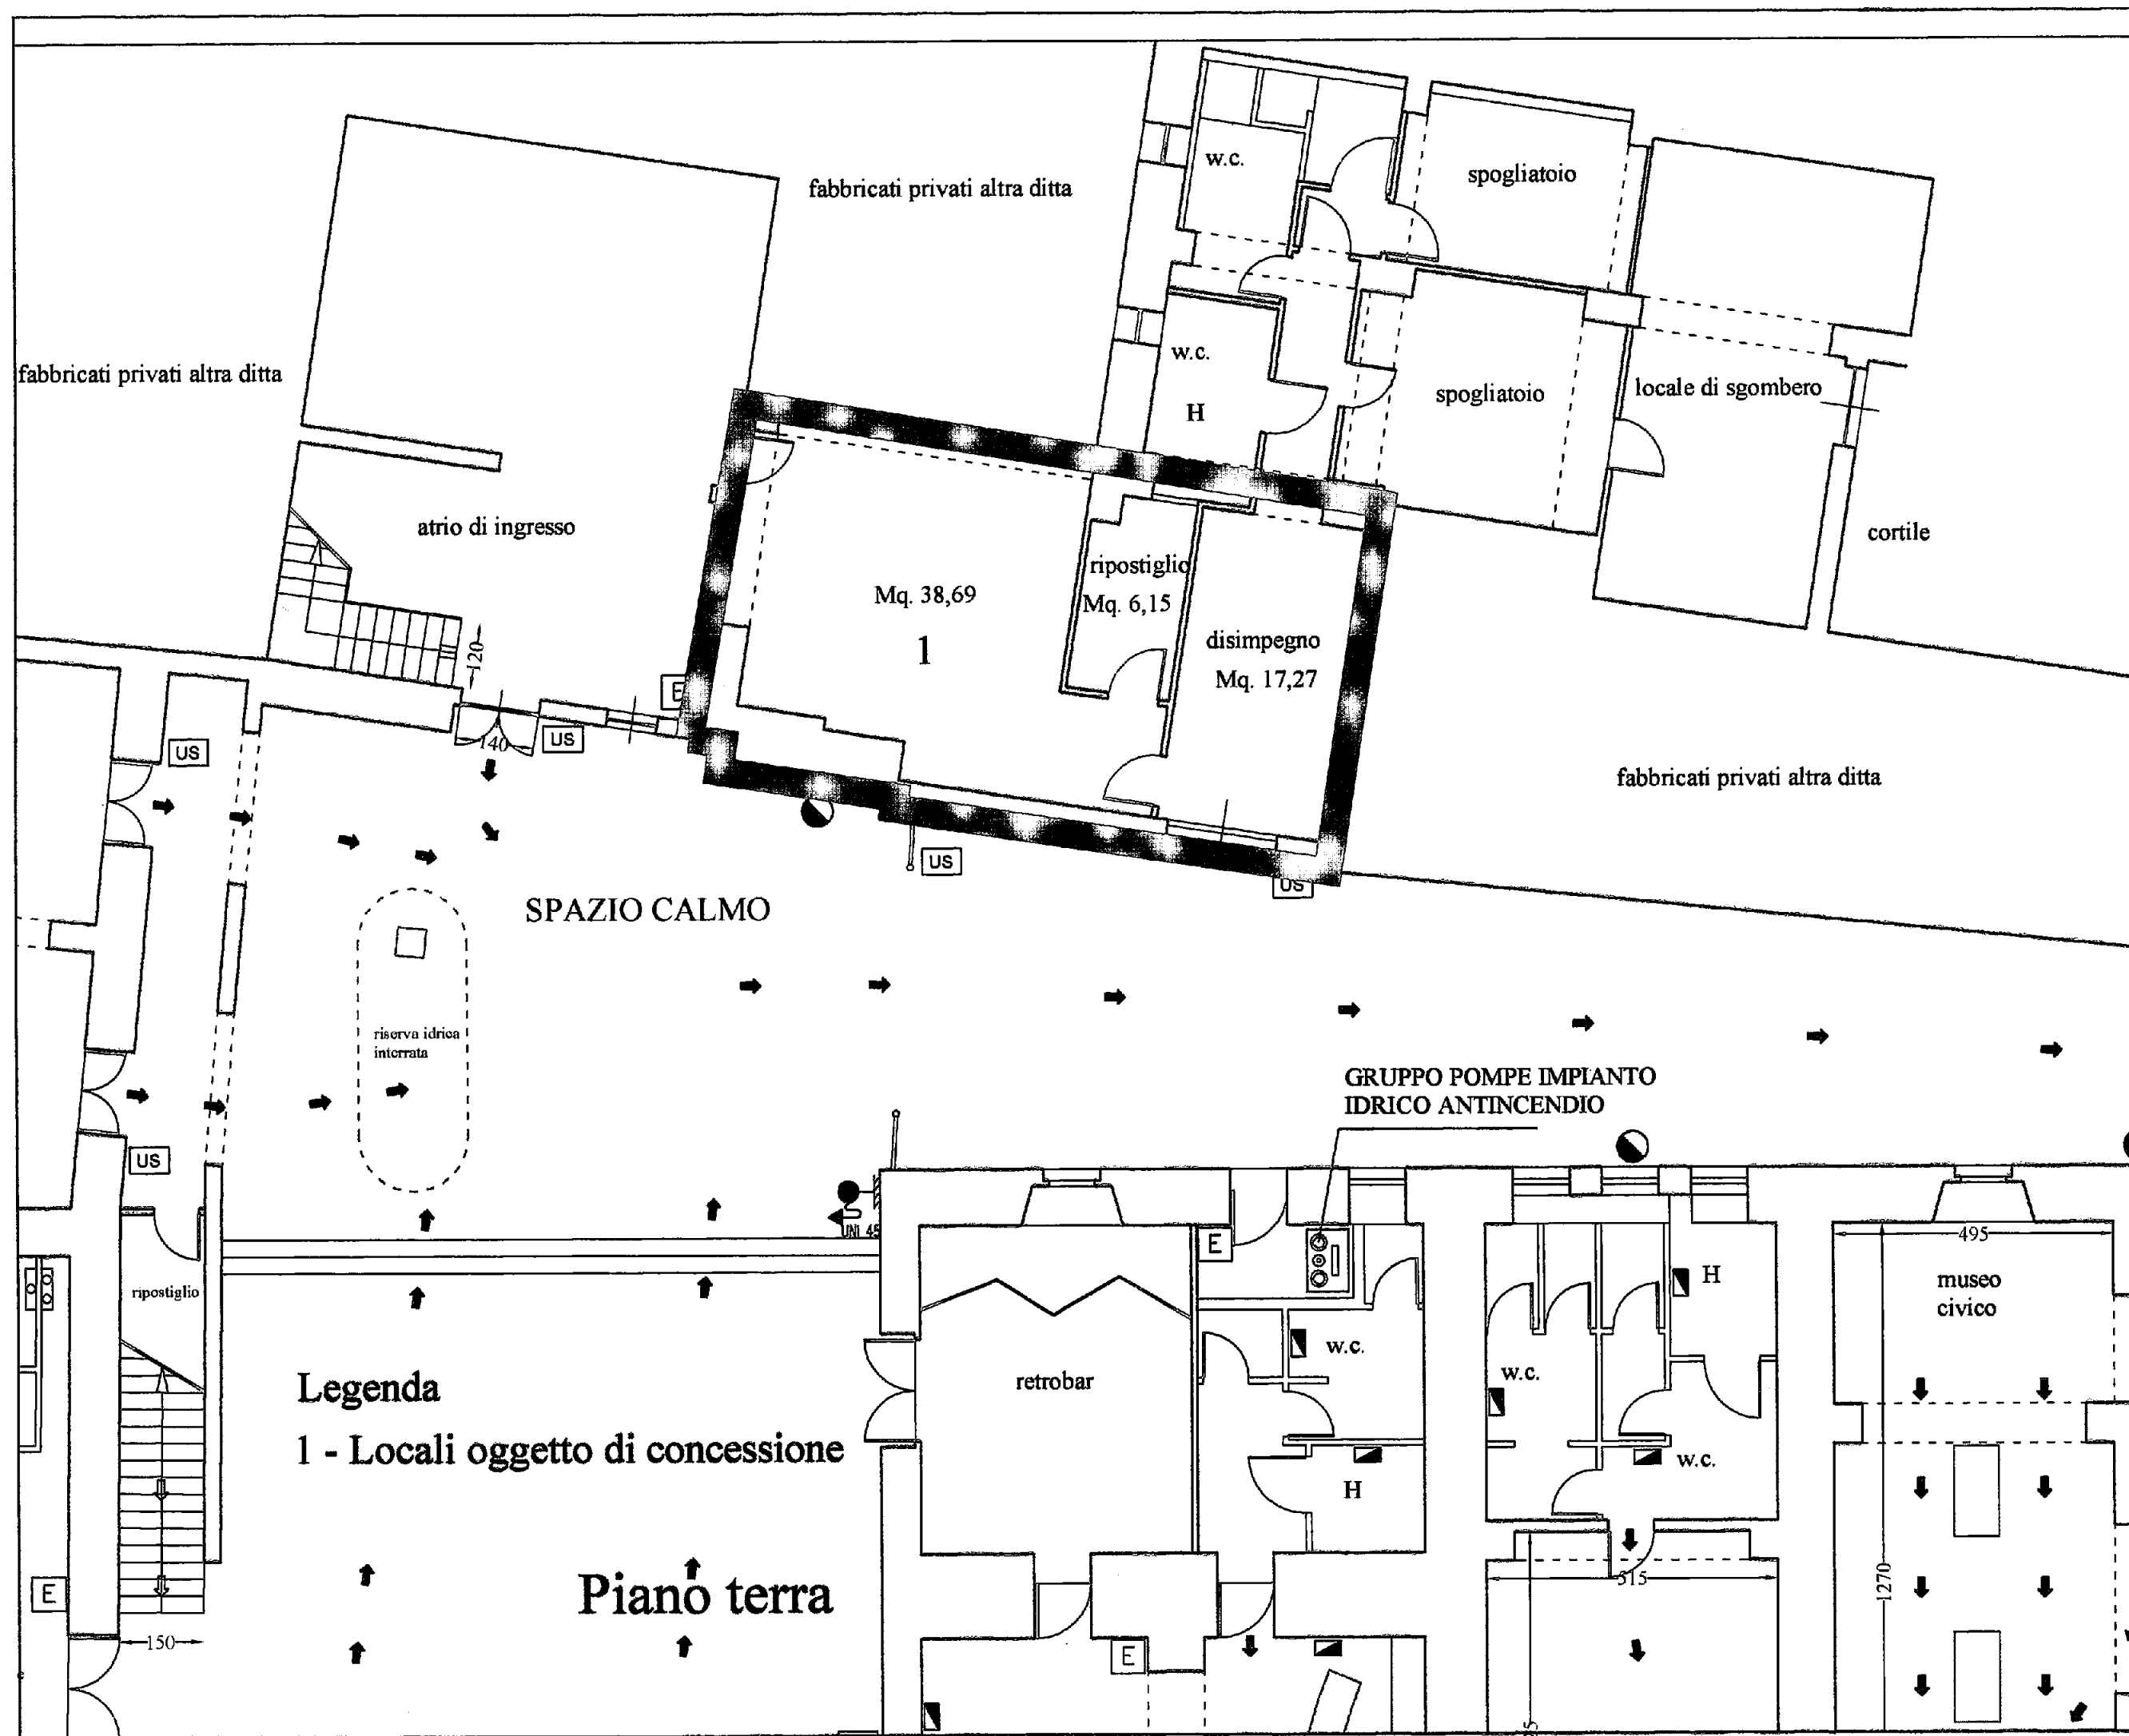 w.c.
spogliatoio
fabbricati privati altra ditta
fabbricati privati altra ditta
w.c.
H
spogliatoio
locale di sgombero
atrio di ingresso
cortile
ripostiglio
Mq. 6,15
Mq. 38,69
1
disimpegno
Mq. 17,27
120
E
140
US
US
fabbricati privati altra ditta
US
US
SPAZIO CALMO
riserva idrica
interrata
GRUPPO POMPE IMPIANTO
IDRICO ANTINCENDIO
US
UNI 45
E
495
museo
civico
H
ripostiglio
w.c.
w.c.
retrobar
Legenda
1 - Locali oggetto di concessione
w.c.
H
E
Piano terra
515
1270
150
E